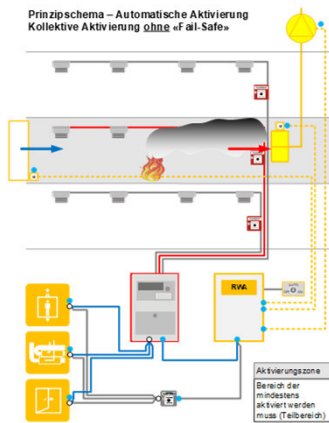 Prinzipschema – Automatische Aktivierung
Kollektive Aktivierung ohne «Fail-Safe»
RWA
Aktivierungszone
Bereich der
mindestens
aktiviert werden
muss (Teilbereich)